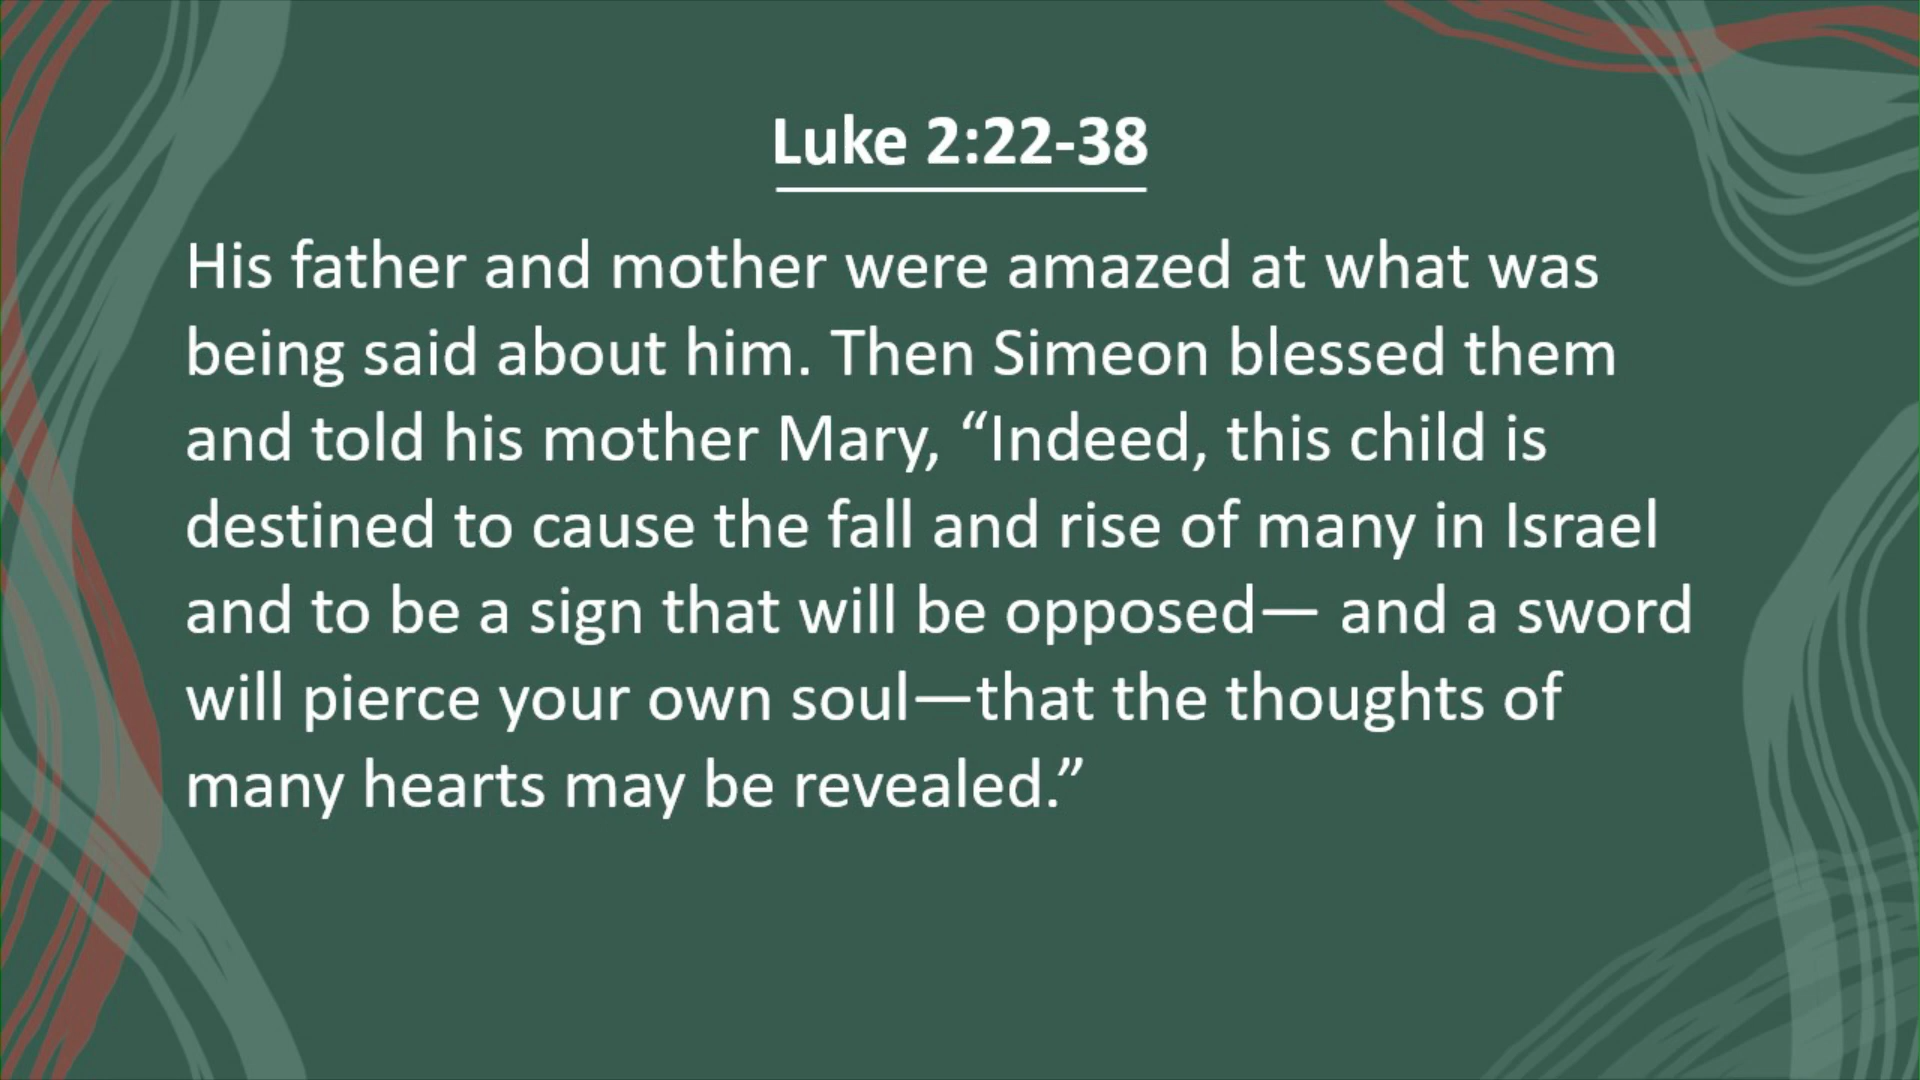 Luke 2:22-38
His father and mother were amazed at what was
being said about him. Then Simeon blessed them
and told his mother Mary, “Indeed, this child is
destined to cause the fall and rise of many in Israel
and to be a sign that will be opposed— and a sword
will pierce your own soul—that the thoughts of
many hearts may be revealed.”